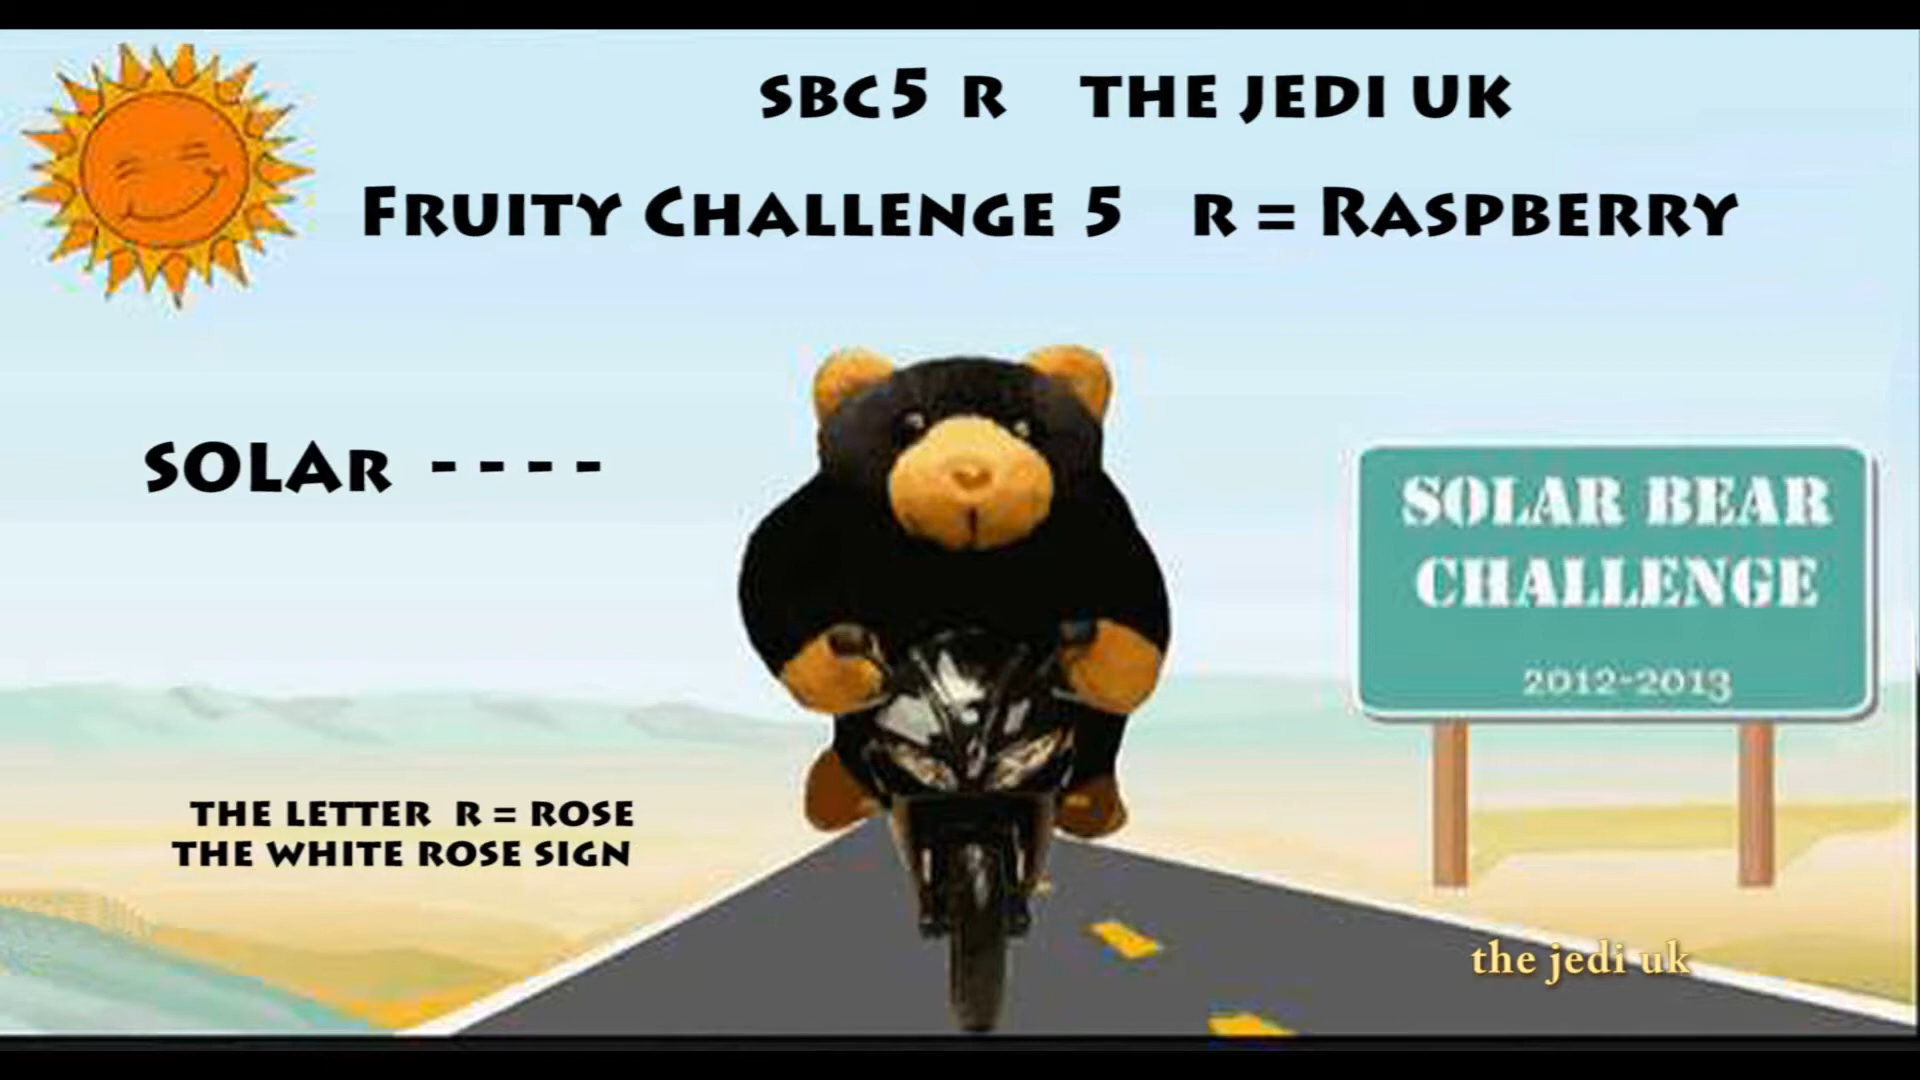 SBC5 R THE JEDI UK
FRUITY CHALLENGE 5 R = RASPBERRY
SOLAR - - - -
SOLAR BEAR
CHALLENGE
2012-2013
THE LETTER R = ROSE
THE WHITE ROSE SIGN
the jedi uk